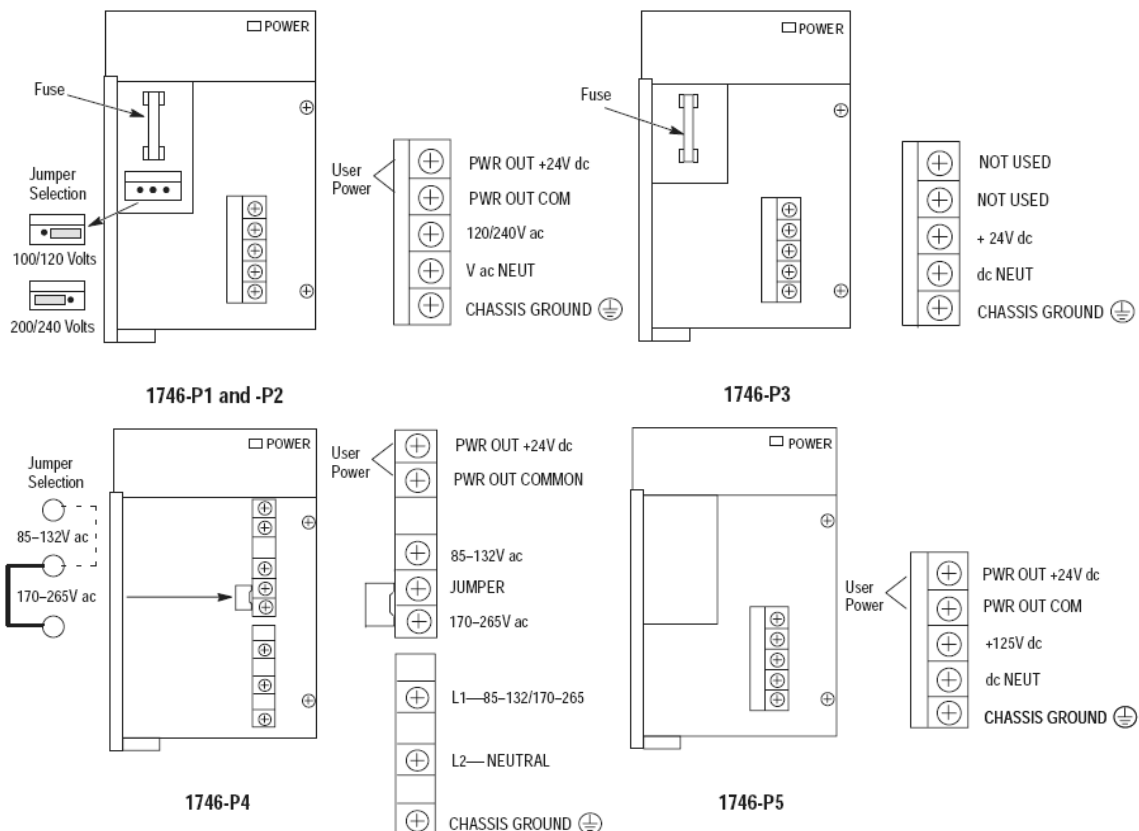 POWER
Fuse
Jumper
Selection
100/120 Volts
200/240 Volts
User
Power
PWR OUT +24V dc
PWR OUT COM
120/240V ac
V ac NEUT
CHASSIS GROUND
1746-P1 and -P2
POWER
Fuse
NOT USED
NOT USED
+ 24V dc
dc NEUT
CHASSIS GROUND
1746-P3
POWER
Jumper
Selection
85–132V ac
170–265V ac
User
Power
PWR OUT +24V dc
PWR OUT COMMON
85–132V ac
JUMPER
170–265V ac
L1—85–132/170–265
L2— NEUTRAL
CHASSIS GROUND
1746-P4
POWER
User
Power
PWR OUT +24V dc
PWR OUT COM
+125V dc
dc NEUT
CHASSIS GROUND
1746-P5